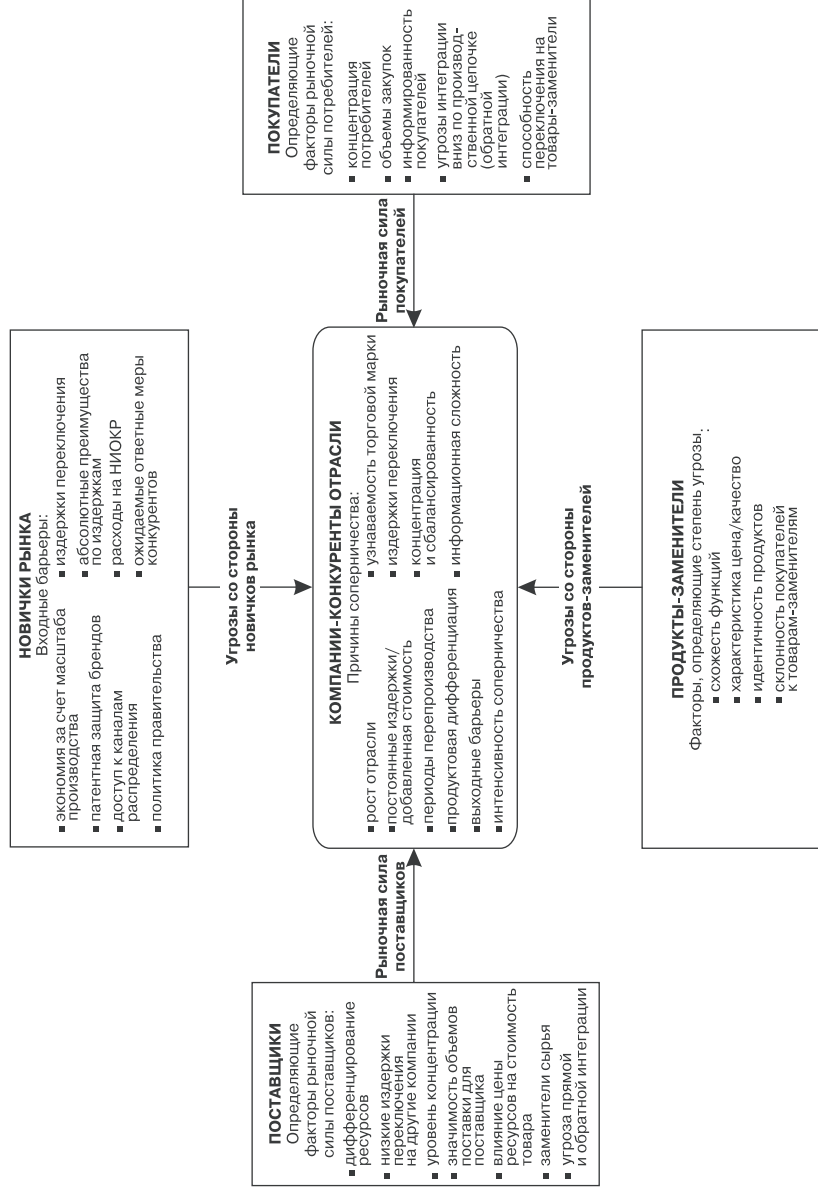 НОВИЧКИ РЫНКА
Входные барьеры:
▪ экономия за счет масштаба
производства
▪ патентная защита брендов
▪ доступ к каналам
распределения
▪ политика правительства
▪ издержки переключения
▪ абсолютные преимущества
по издержкам
▪ расходы на НИОКР
▪ ожидаемые ответные меры
конкурентов
Угрозы со стороны
новичков рынка
ПОСТАВЩИКИ
Определяющие
факторы рыночной
силы поставщиков:
▪ дифференцирование
ресурсов
▪ низкие издержки
переключения
на другие компании
▪ уровень концентрации
▪ значимость объемов
поставки для
поставщика
▪ влияние цены
ресурсов на стоимость
товара
▪ заменители сырья
▪ угроза прямой
и обратной интеграции
Рыночная сила
поставщиков
КОМПАНИИ-КОНКУРЕНТЫ ОТРАСЛИ
Причины соперничества:
▪ рост отрасли
▪ постоянные издержки/
добавленная стоимость
▪ периоды перепроизводства
▪ продуктовая дифференциация
▪ выходные барьеры
▪ интенсивность соперничества
▪ узнаваемость торговой марки
▪ издержки переключения
▪ концентрация
и сбалансированность
▪ информационная сложность
Рыночная сила
покупателей
ПОКУПАТЕЛИ
Определяющие
факторы рыночной
силы потребителей:
▪ концентрация
потребителей
▪ объемы закупок
▪ информированность
покупателей
▪ угрозы интеграции
вниз по производ-
ственной цепочке
(обратной
интеграции)
▪ способность
переключения на
товары-заменители
Угрозы со стороны
продуктов-заменителей
ПРОДУКТЫ-ЗАМЕНИТЕЛИ
Факторы, определяющие степень угрозы:
▪ схожесть функций
▪ характеристика цена/качество
▪ идентичность продуктов
▪ склонность покупателей
к товарам-заменителям